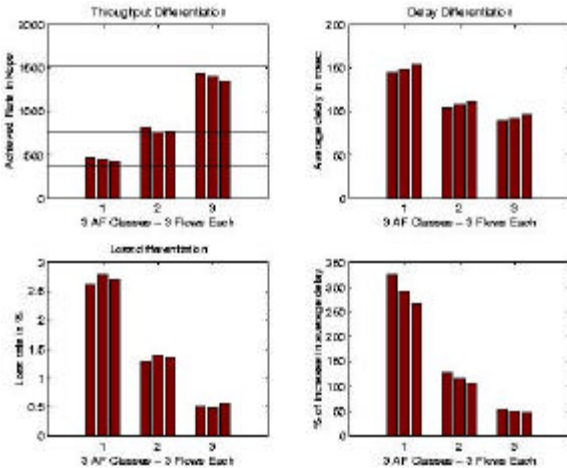 Throughput Differentiation
2000
1500
1000
500
0
Achieved Rate in Kbps
1 2 3
3 AF Classes – 3 Flows Each
Delay Differentiation
200
150
100
50
0
Average delay in msec
1 2 3
3 AF Classes – 3 Flows Each
Loss differentiation
3
2.5
2
1.5
1
0.5
0
Loss rate in %
1 2 3
3 AF Classes – 3 Flows Each
350
300
250
200
150
100
50
0
% of Increase in average delay
1 2 3
3 AF Classes – 3 Flows Each